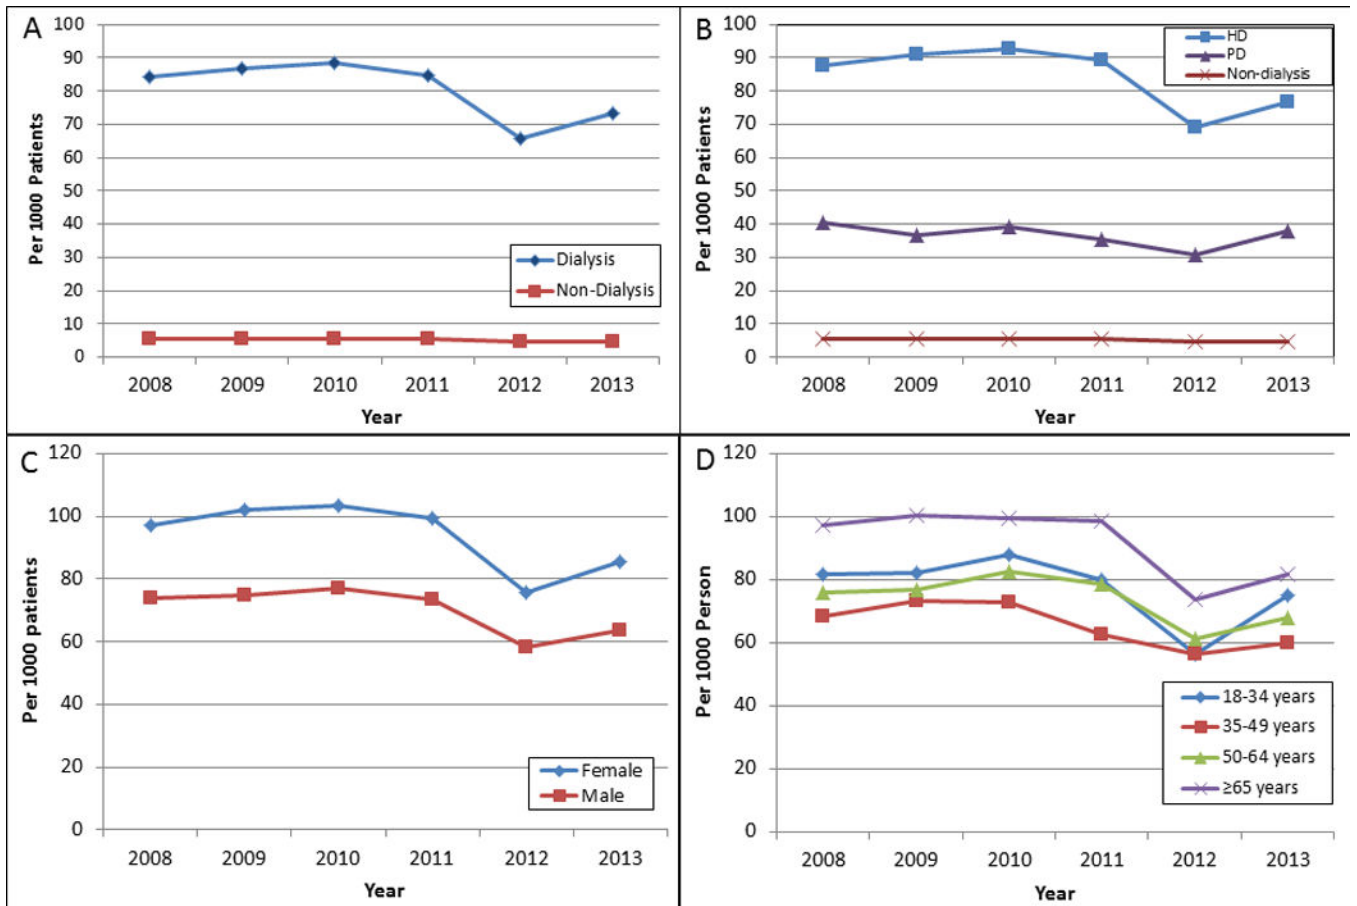 A
100
90
80
70
60
50
40
30
20
10
0
Per 1000 Patients
Dialysis
Non-Dialysis
2008 2009 2010 2011 2012 2013
Year
B
100
90
80
70
60
50
40
30
20
10
0
Per 1000 Patients
HD
PD
Non-dialysis
2008 2009 2010 2011 2012 2013
Year
C
120
100
80
60
40
20
0
Per 1000 patients
Female
Male
2008 2009 2010 2011 2012 2013
Year
D
120
100
80
60
40
20
0
Per 1000 Person
18-34 years
35-49 years
50-64 years
≥65 years
2008 2009 2010 2011 2012 2013
Year